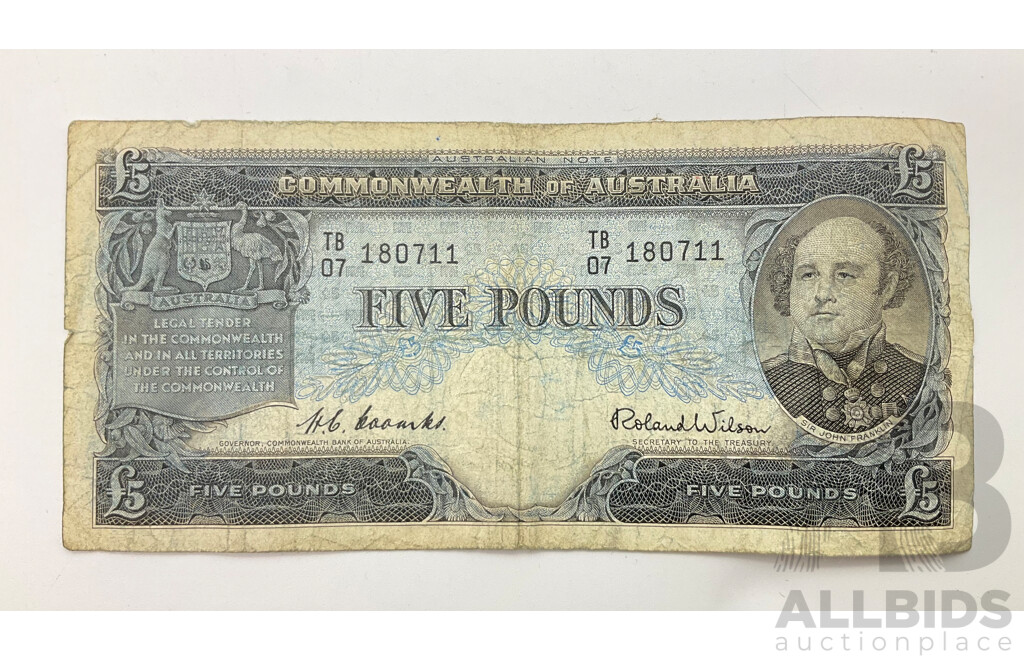 AUSTRALIAN NOTE
£5 COMMONWEALTH OF AUSTRALIA £5
TB 07 180711 TB 07 180711
FIVE POUNDS
AUSTRALIA
LEGAL TENDER
IN THE COMMONWEALTH
AND IN ALL TERRITORIES
UNDER THE CONTROL OF
THE COMMONWEALTH
H.C. Coombs.
GOVERNOR, COMMONWEALTH BANK OF AUSTRALIA.
Roland Wilson
SECRETARY TO THE TREASURY
SIR JOHN FRANKLIN
£5 FIVE POUNDS FIVE POUNDS £5
ALLBIDS
auctionplace